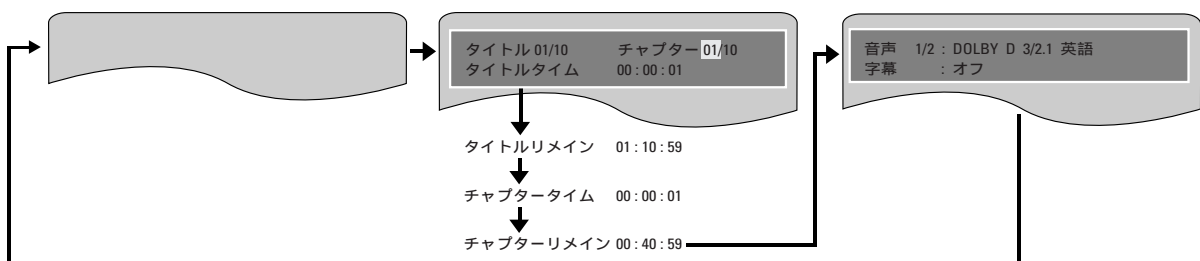 タイトル 01/10 チャプター 01/10
タイトルタイム 00 : 00 : 01
タイトルリメイン 01 : 10 : 59
チャプタータイム 00 : 00 : 01
チャプターリメイン 00 : 40 : 59
音声 1/2 : DOLBY D 3/2.1 英語
字幕 : オフ